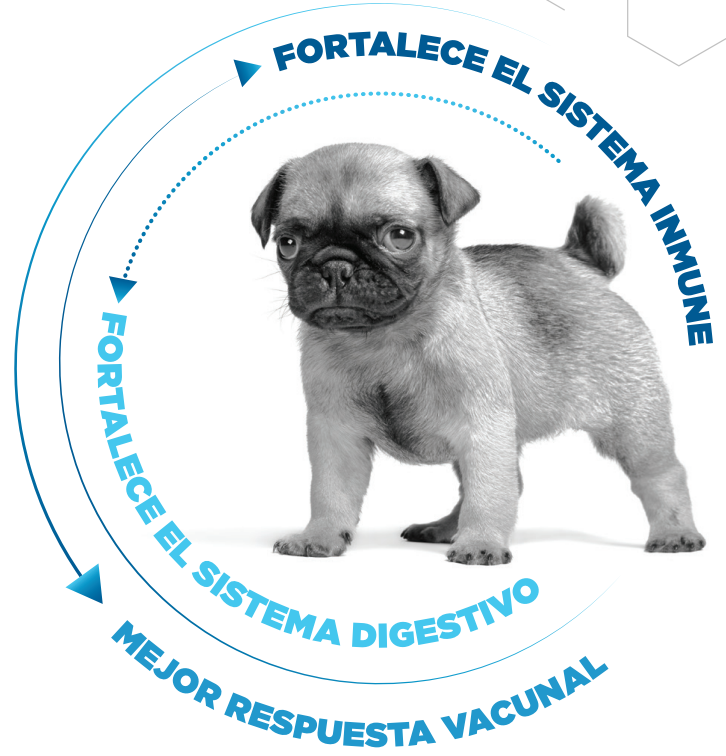 FORTALECE EL SISTEMA INMUNE
FORTALECE EL SISTEMA DIGESTIVO
MEJOR RESPUESTA VACUNAL